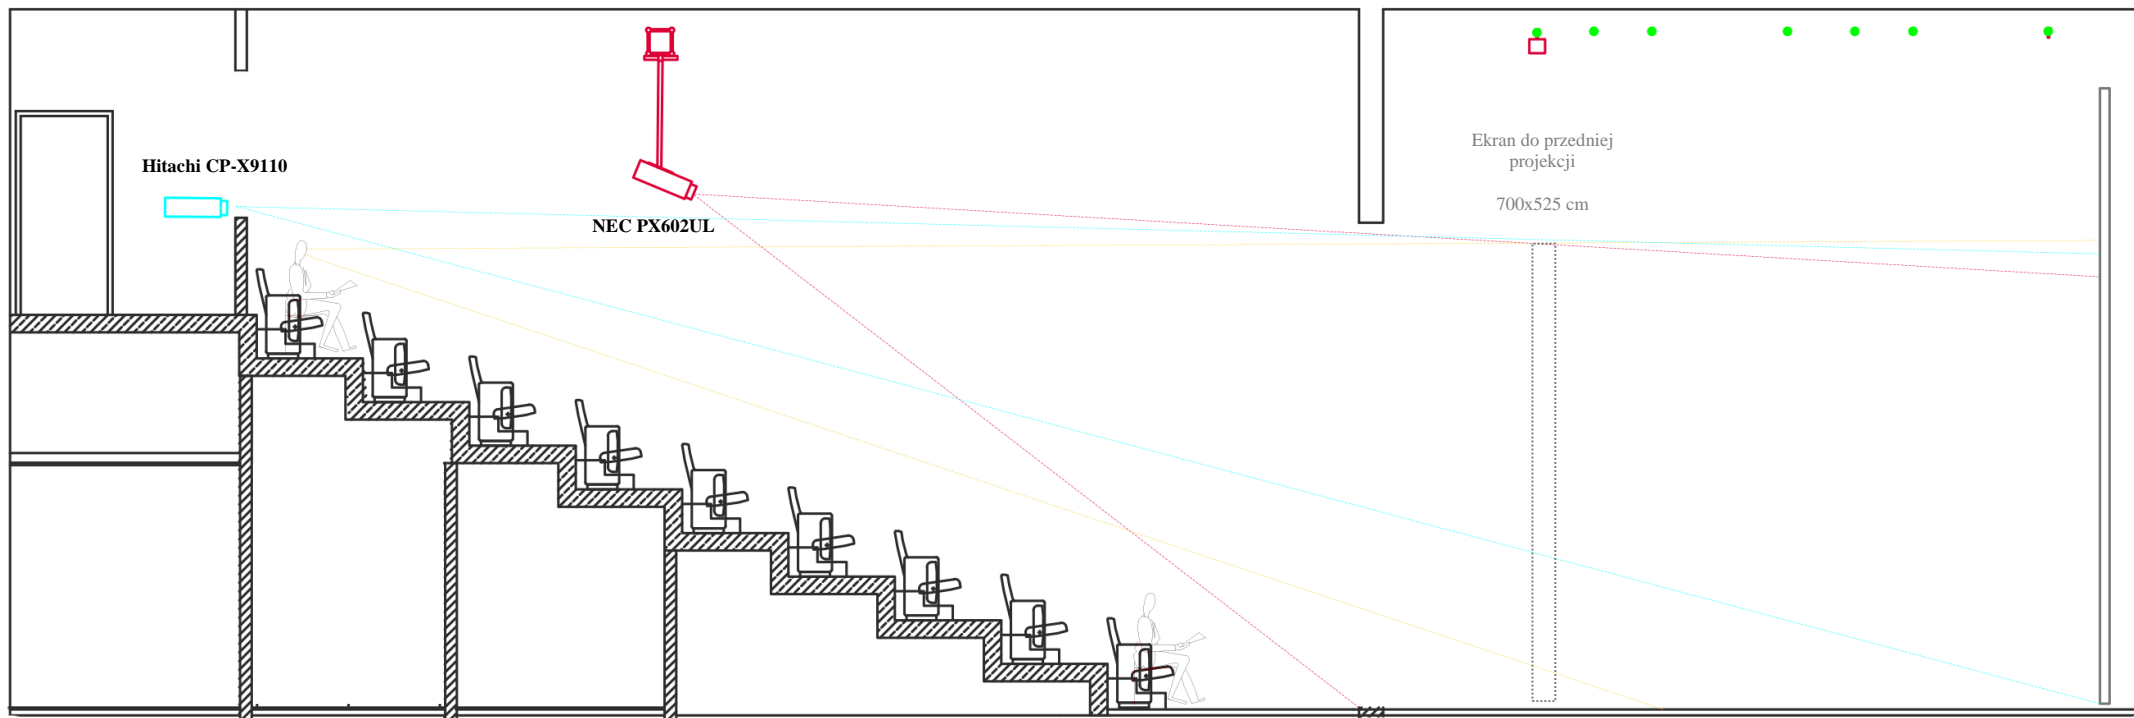 Ekran do przedniej
projekcji
700x525 cm
Hitachi CP-X9110
NEC PX602UL